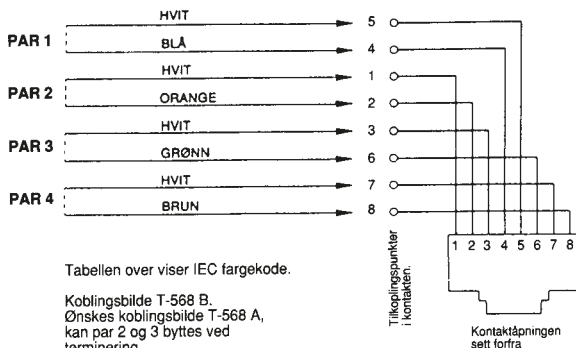 HVIT 5
PAR 1
BLÅ 4
HVIT 1
PAR 2
ORANGE 2
HVIT 3
PAR 3
GRØNN 6
HVIT 7
PAR 4
BRUN 8
Tilkoplingspunkter
i kontakten.
1 2 3 4 5 6 7 8
Kontaktåpningen
sett forfra
Tabellen over viser IEC fargekode.
Koblingsbilde T-568 B.
Ønskes koblingsbilde T-568 A,
kan par 2 og 3 byttes ved
terminering